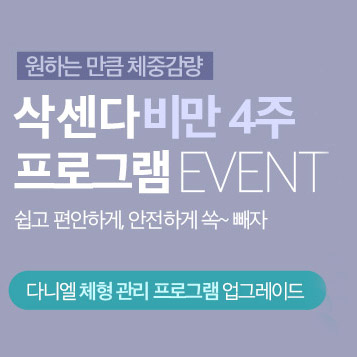 원하는 만큼 체중감량
삭센다비만 4주
프로그램 EVENT
쉽고 편안하게, 안전하게 쏙~ 빼자
다니엘 체형 관리 프로그램 업그레이드